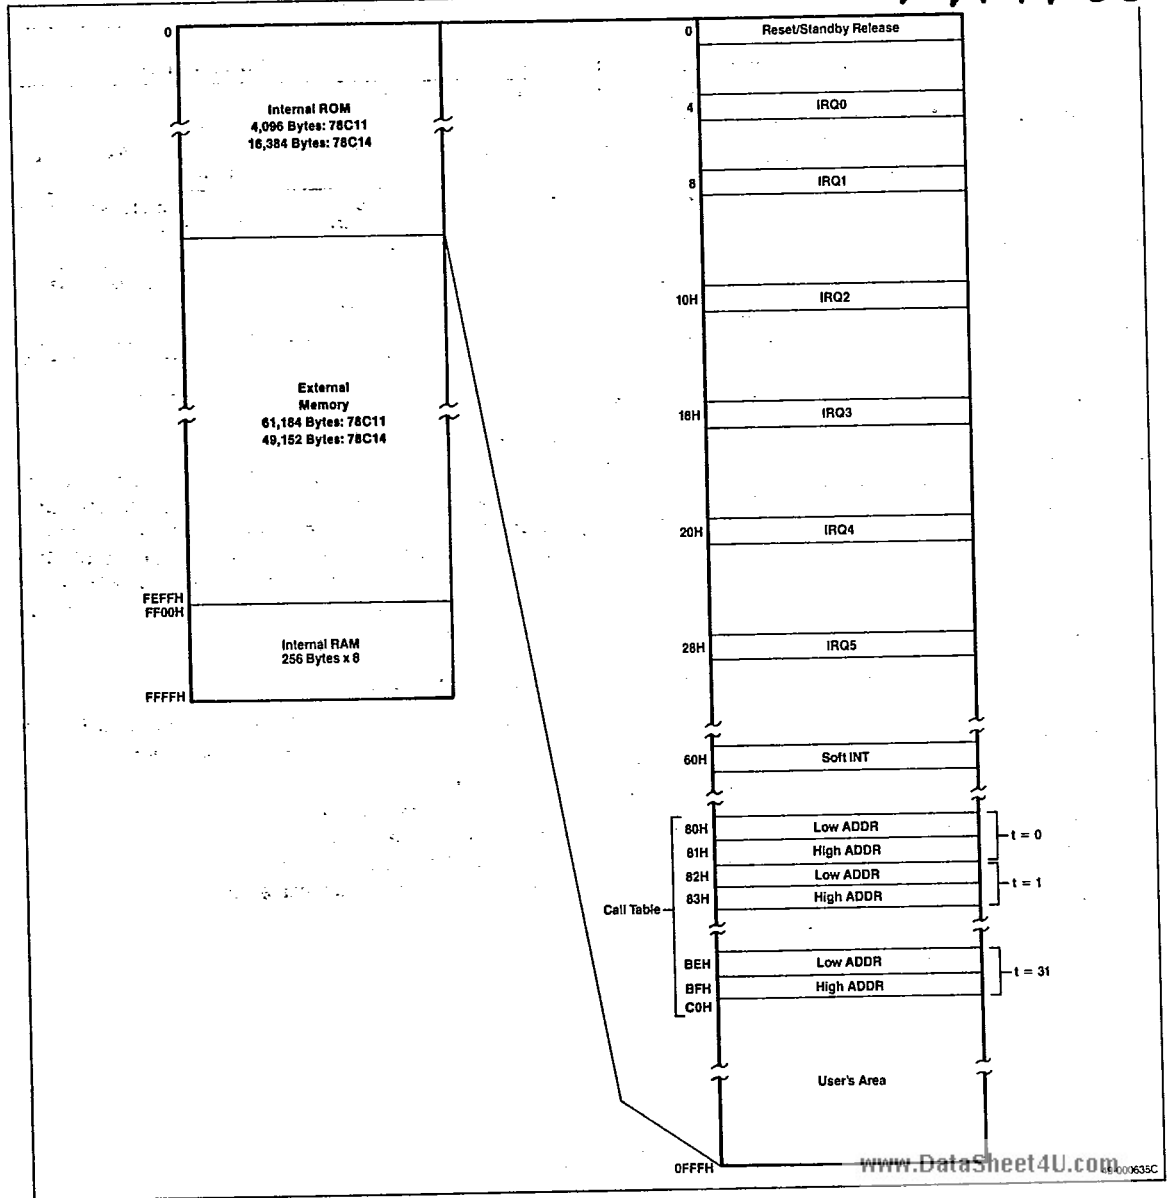 0
Internal ROM
4,096 Bytes: 78C11
16,384 Bytes: 78C14
External
Memory
61,184 Bytes: 78C11
49,152 Bytes: 78C14
FEFFH
FF00H
Internal RAM
256 Bytes x 8
FFFFH
0
Reset/Standby Release
4
IRQ0
8
IRQ1
10H
IRQ2
18H
IRQ3
20H
IRQ4
28H
IRQ5
60H
Soft INT
Call Table
80H
Low ADDR
81H
High ADDR
t = 0
82H
Low ADDR
83H
High ADDR
t = 1
BEH
Low ADDR
BFH
High ADDR
t = 31
C0H
User's Area
0FFFH
www.DataSheet4U.com
49-000635C